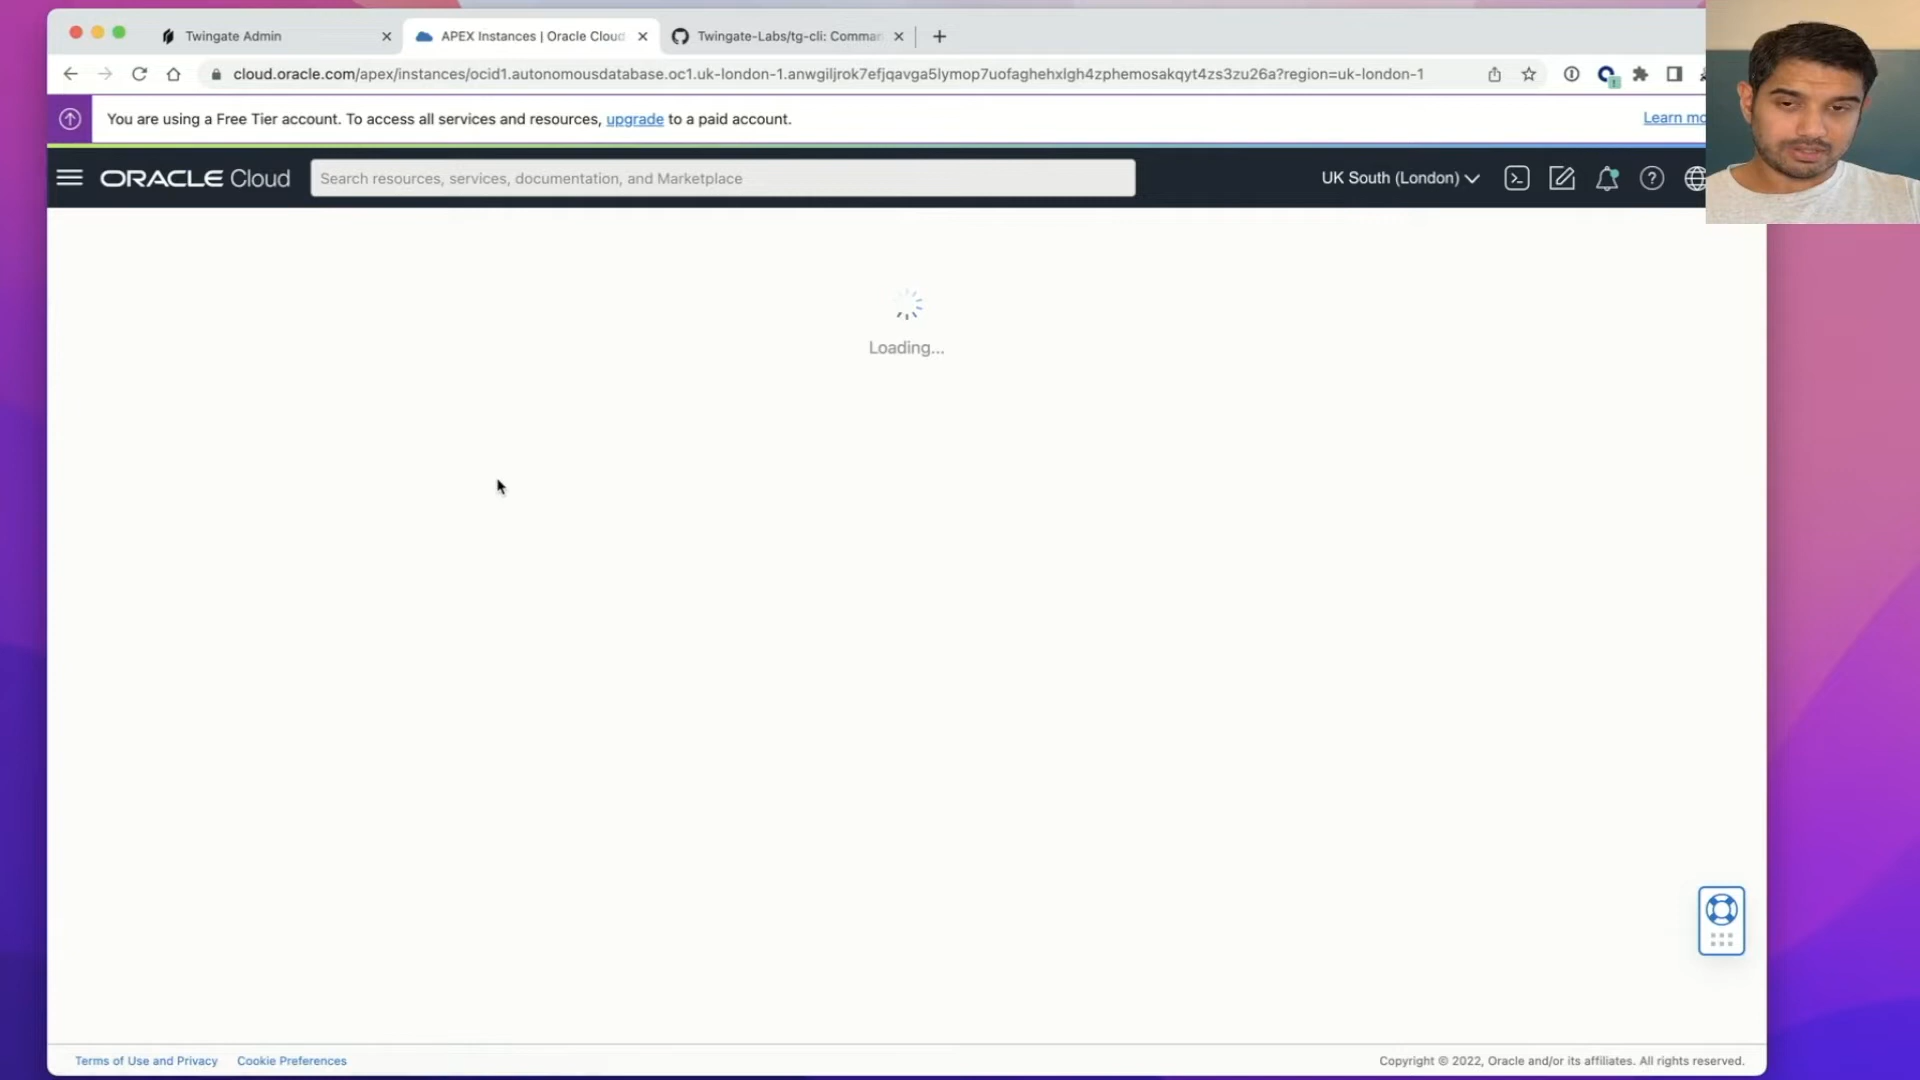 Twingate Admin
APEX Instances | Oracle Cloud
Twingate-Labs/tg-cli: Comman
cloud.oracle.com/apex/instances/ocid1.autonomousdatabase.oc1.uk-london-1.anwgiljrok7efjqavga5lymop7uofaghehxlgh4zphemosakqyt4zs3zu26a?region=uk-london-1
You are using a Free Tier account. To access all services and resources, upgrade to a paid account.
Learn mo
ORACLE Cloud
Search resources, services, documentation, and Marketplace
UK South (London)
Loading...
Terms of Use and Privacy
Cookie Preferences
Copyright © 2022, Oracle and/or its affiliates. All rights reserved.